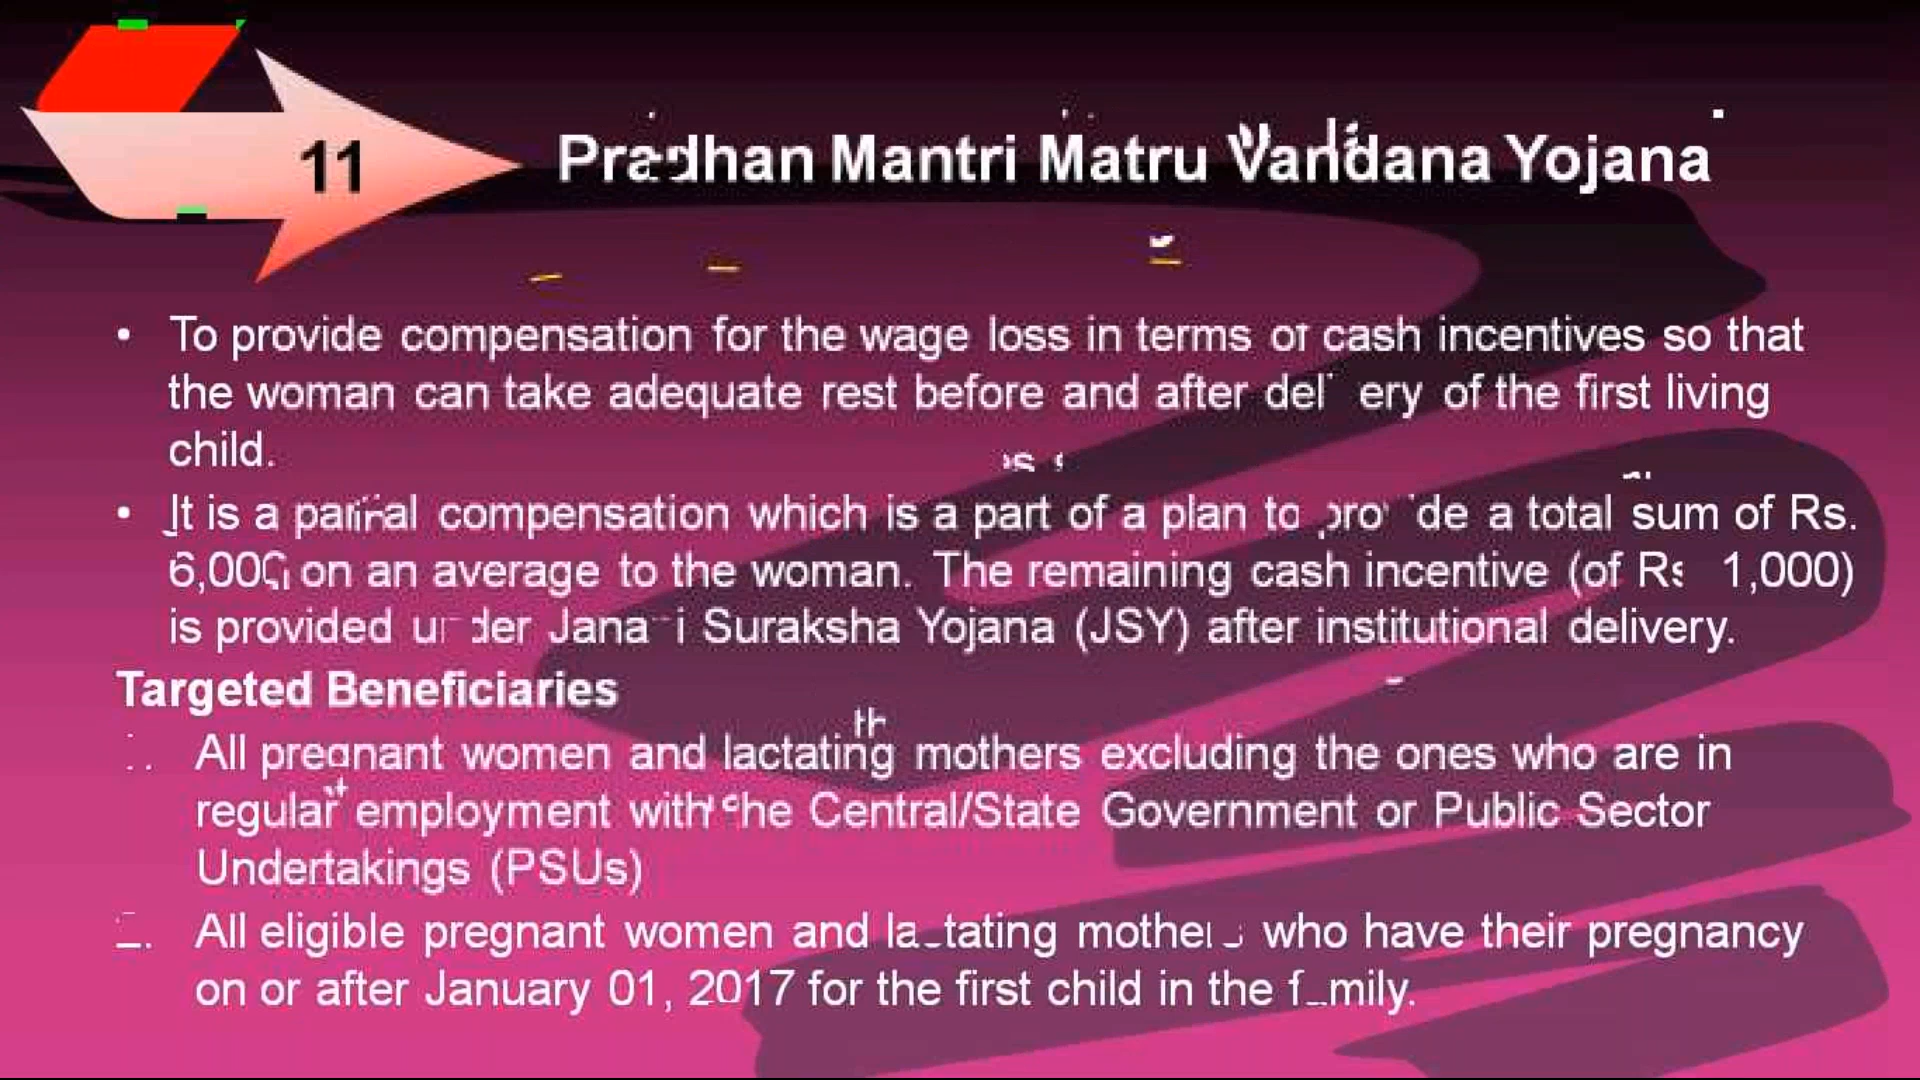 11
Pradhan Mantri Matru Vandana Yojana
• To provide compensation for the wage loss in terms of cash incentives so that
the woman can take adequate rest before and after delivery of the first living
child.
• It is a partial compensation which is a part of a plan to provide a total sum of Rs.
6,000 on an average to the woman. The remaining cash incentive (of Rs 1,000)
is provided under Janani Suraksha Yojana (JSY) after institutional delivery.
Targeted Beneficiaries
All pregnant women and lactating mothers excluding the ones who are in
regular employment with the Central/State Government or Public Sector
Undertakings (PSUs)
2. All eligible pregnant women and lactating mothers who have their pregnancy
on or after January 01, 2017 for the first child in the family.